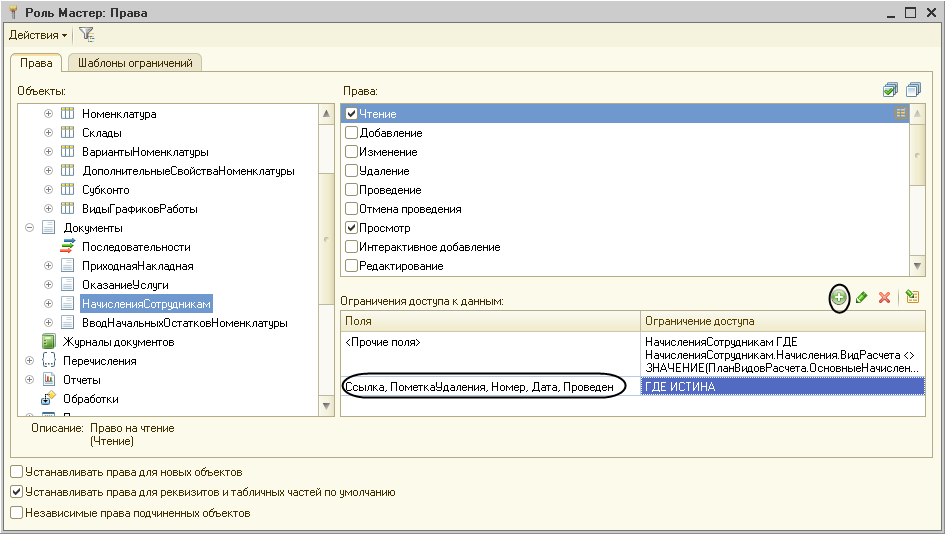 Роль Мастер: Права
Действия
Права
Шаблоны ограничений
Объекты:
Номенклатура
Склады
ВариантыНоменклатуры
ДополнительныеСвойстваНоменклатуры
Субконто
ВидыГрафиковРаботы
Документы
Последовательности
ПриходнаяНакладная
ОказаниеУслуги
НачисленияСотрудникам
ВводНачальныхОстатковНоменклатуры
Журналы документов
Перечисления
Отчеты
Обработки
Права:
Чтение
Добавление
Изменение
Удаление
Проведение
Отмена проведения
Просмотр
Интерактивное добавление
Редактирование
Ограничения доступа к данным:
Поля
Ограничение доступа
<Прочие поля>
НачисленияСотрудникам ГДЕ
НачисленияСотрудникам.Начисления.ВидРасчета <>
ЗНАЧЕНИЕ(ПланВидовРасчета.ОсновныеНачислен...
Ссылка, ПометкаУдаления, Номер, Дата, Проведен
ГДЕ ИСТИНА
Описание: Право на чтение
(Чтение)
Устанавливать права для новых объектов
Устанавливать права для реквизитов и табличных частей по умолчанию
Независимые права подчиненных объектов